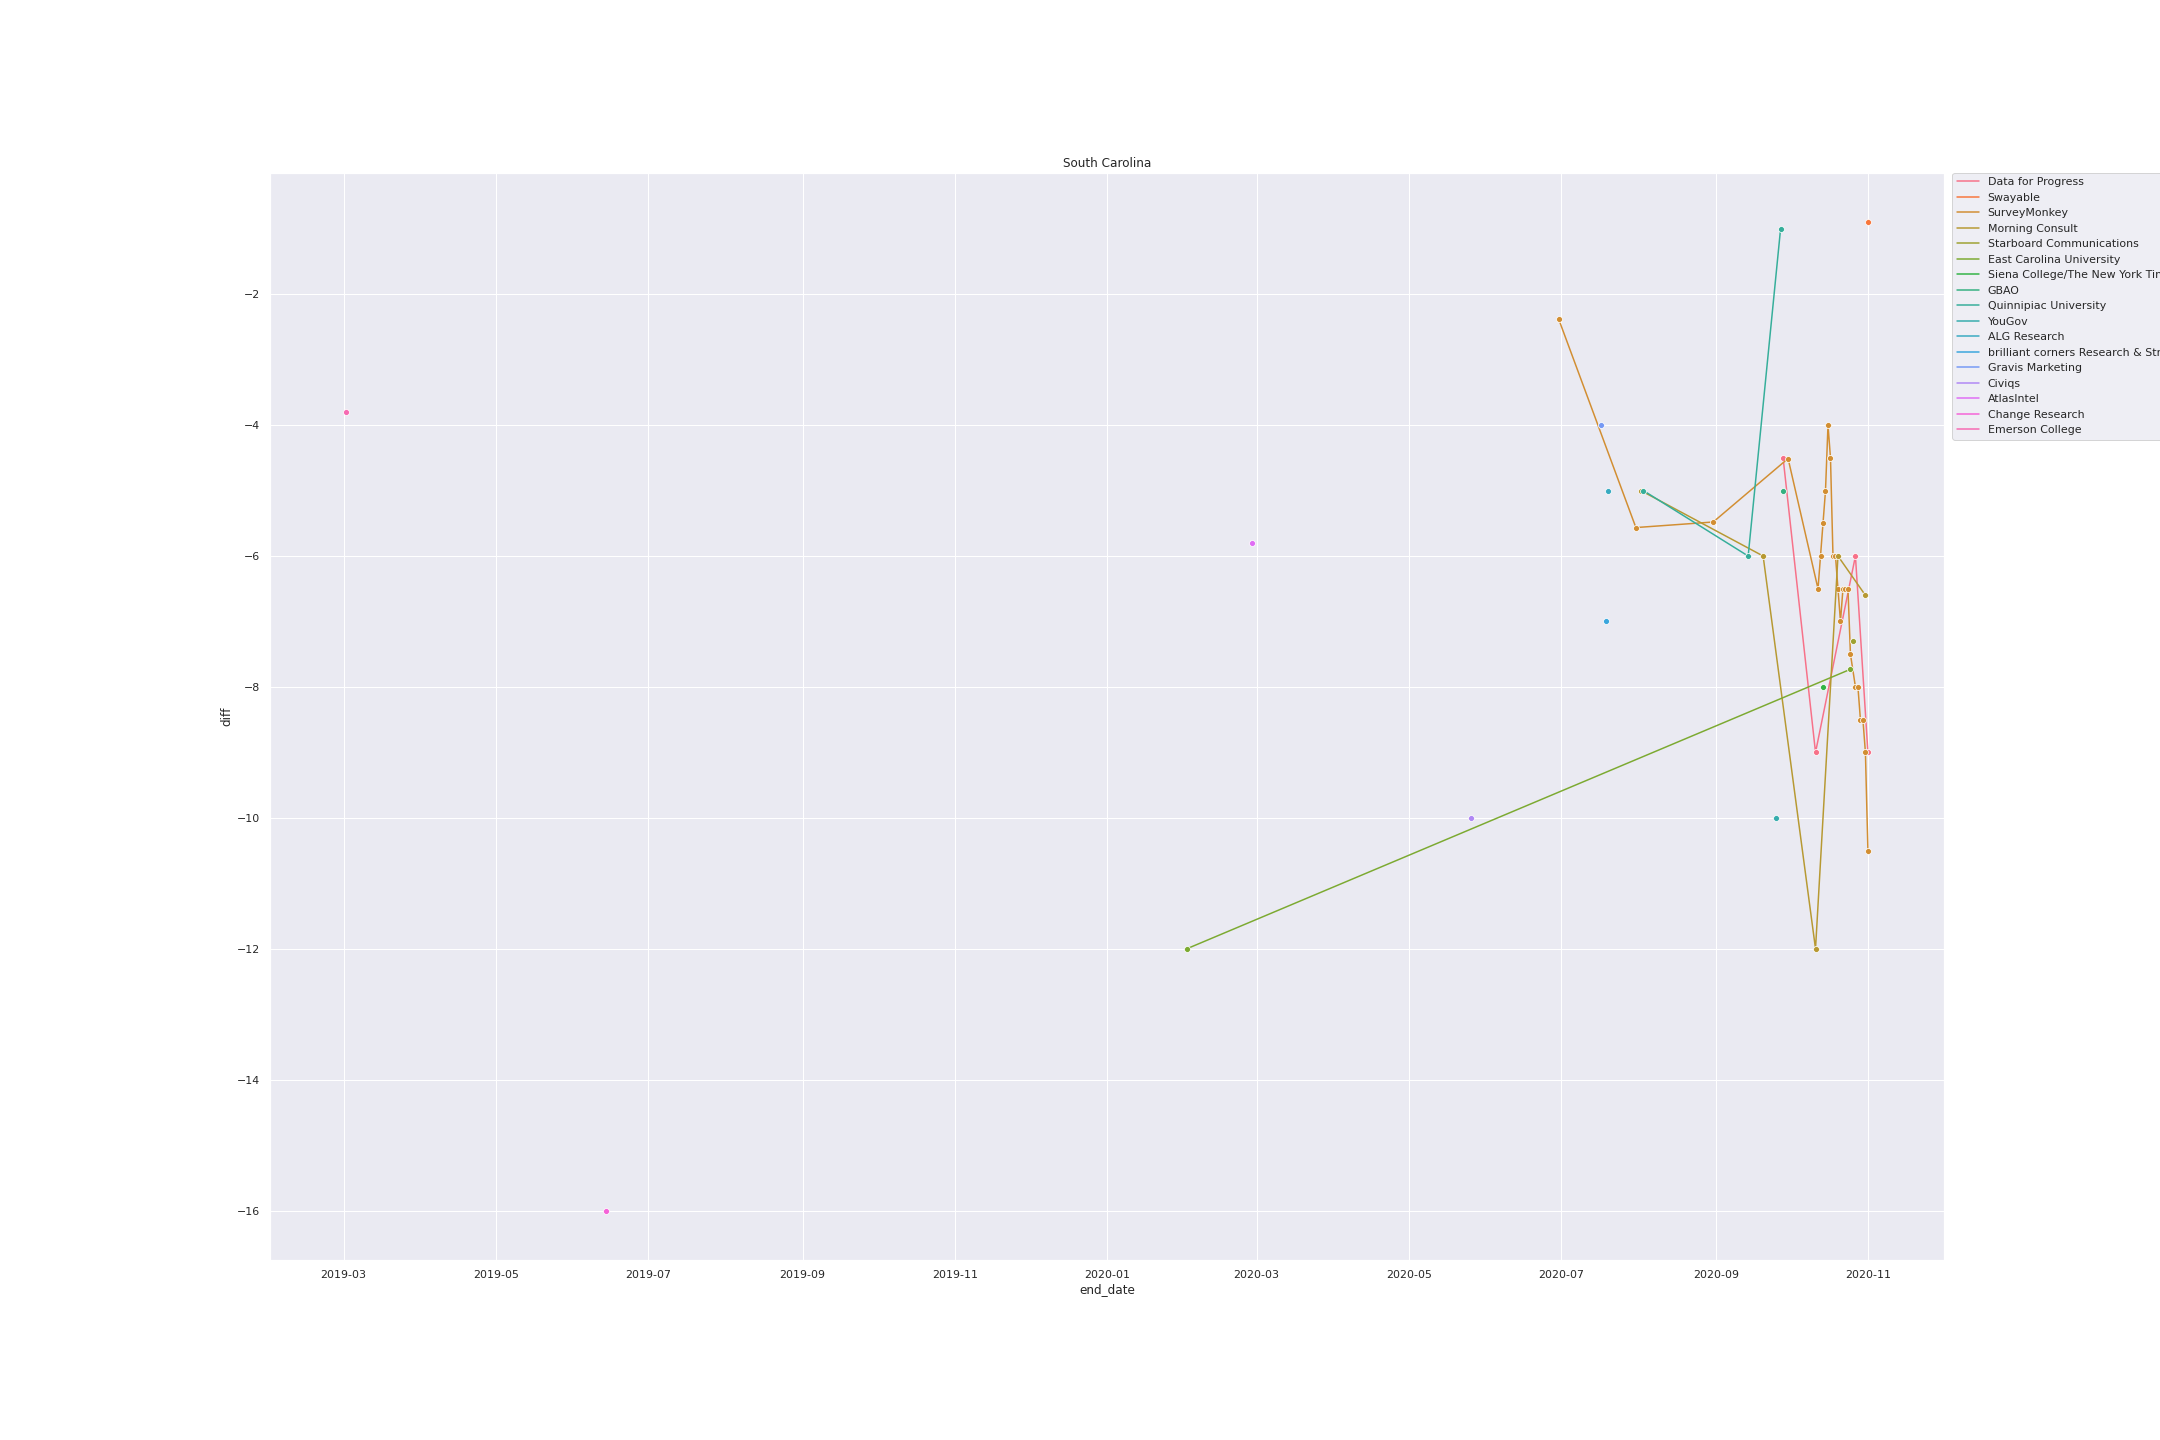 South Carolina
Data for Progress
Swayable
SurveyMonkey
Morning Consult
Starboard Communications
East Carolina University
Siena College/The New York
GBAO
Quinnipiac University
YouGov
ALG Research
brilliant corners Research &
Gravis Marketing
Civiqs
AtlasIntel
Change Research
Emerson College
diff
−2
−4
−6
−8
−10
−12
−14
−16
2019-03 2019-05 2019-07 2019-09 2019-11 2020-01 2020-03 2020-05 2020-07 2020-09 2020-11
end_date